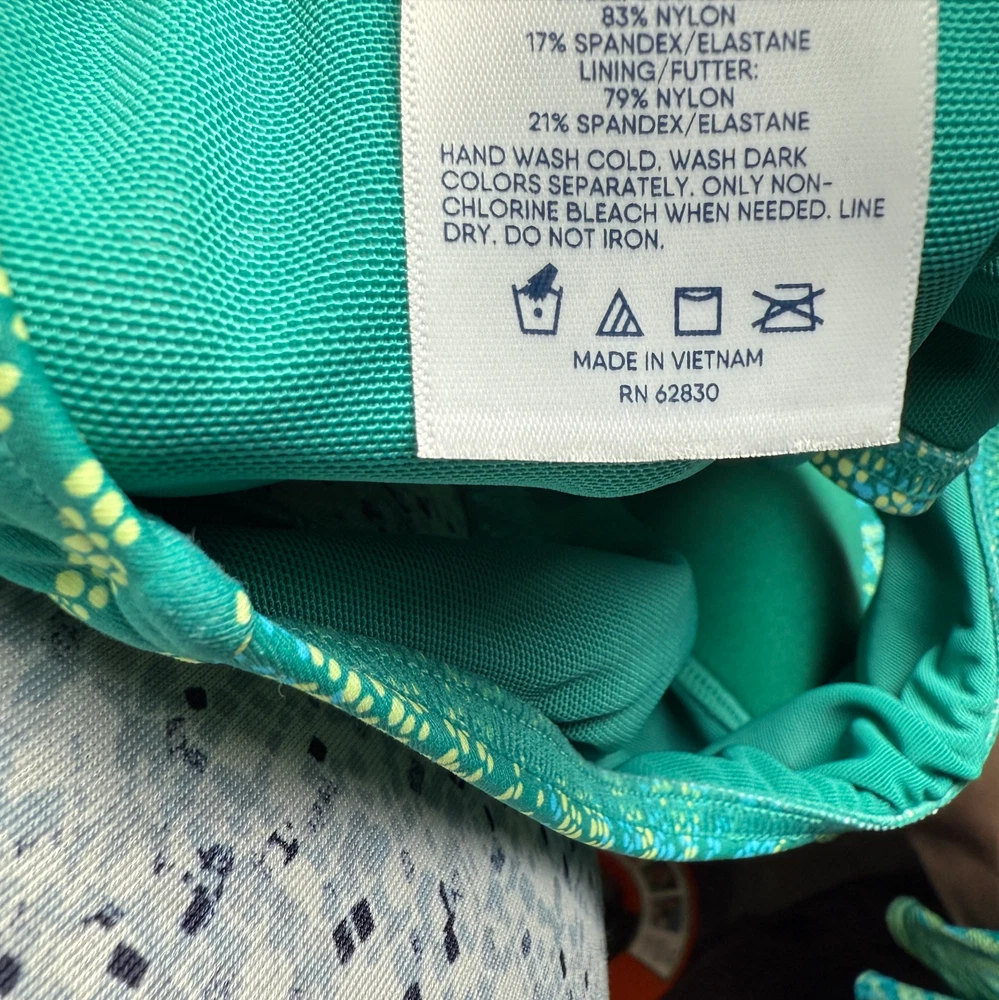 83% NYLON
17% SPANDEX/ELASTANE
LINING/FUTTER:
79% NYLON
21% SPANDEX/ELASTANE
HAND WASH COLD. WASH DARK
COLORS SEPARATELY. ONLY NON-
CHLORINE BLEACH WHEN NEEDED. LINE
DRY. DO NOT IRON.
MADE IN VIETNAM
RN 62830